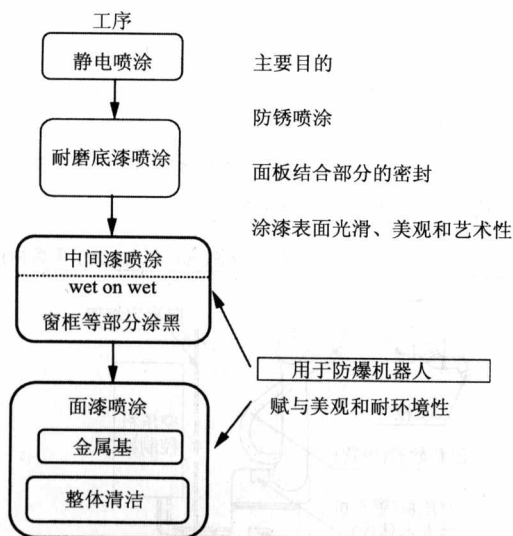 工序
静电喷涂
主要目的
防锈喷涂
耐磨底漆喷涂
面板结合部分的密封
涂漆表面光滑、美观和艺术性
中间漆喷涂
wet on wet
窗框等部分涂黑
用于防爆机器人
面漆喷涂
赋与美观和耐环境性
金属基
整体清洁